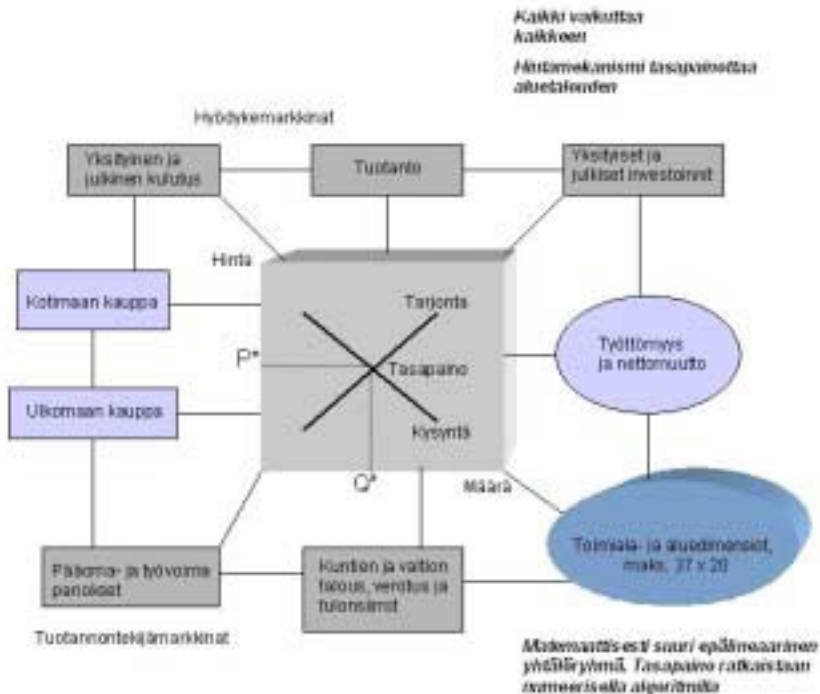 Kaikki vaikuttaa
kaikkeen
Hintamekanismi tasapainottaa
aluetalouden
Hyödykemarkkinat
Yksityinen ja
julkinen kulutus
Tuotanto
Yksityiset ja
julkiset investoinnit
Hinta
Kotimaan kauppa
Tarjonta
Työttömyys
ja nettomuutto
P*
Tasapaino
Ulkomaan kauppa
Kysyntä
Q*
Määrä
Toimiala- ja aluedimensiot,
maks. 37 x 20
Pääoma- ja työvoima
panokset
Kuntien ja valtion
talous, verotus ja
tulonsiirrot
Tuotannontekijämarkkinat
Matemaattisesti suuri epälineaarinen
yhtälöryhmä. Tasapaino ratkaistaan
numeerisella algoritmilla